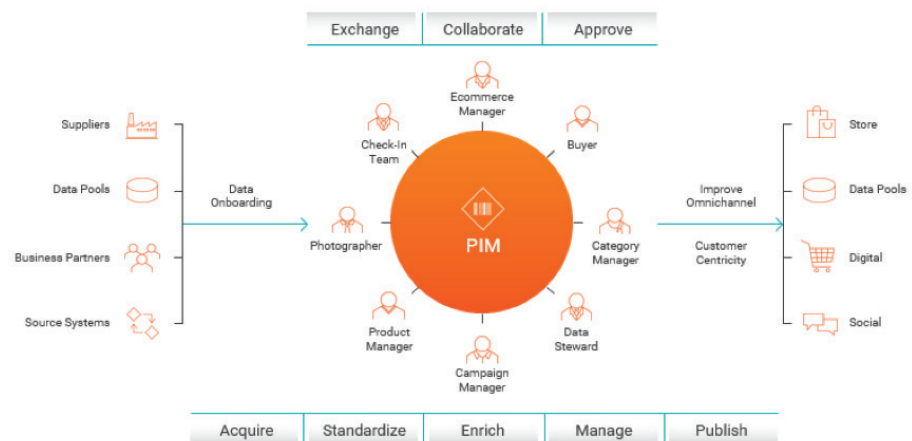 Exchange
Collaborate
Approve
Ecommerce
Manager
Check-In
Team
Buyer
Suppliers
Data Pools
Business Partners
Source Systems
Data
Onboarding
Photographer
PIM
Category
Manager
Product
Manager
Campaign
Manager
Data
Steward
Improve
Omnichannel
Customer
Centricity
Store
Data Pools
Digital
Social
Acquire
Standardize
Enrich
Manage
Publish